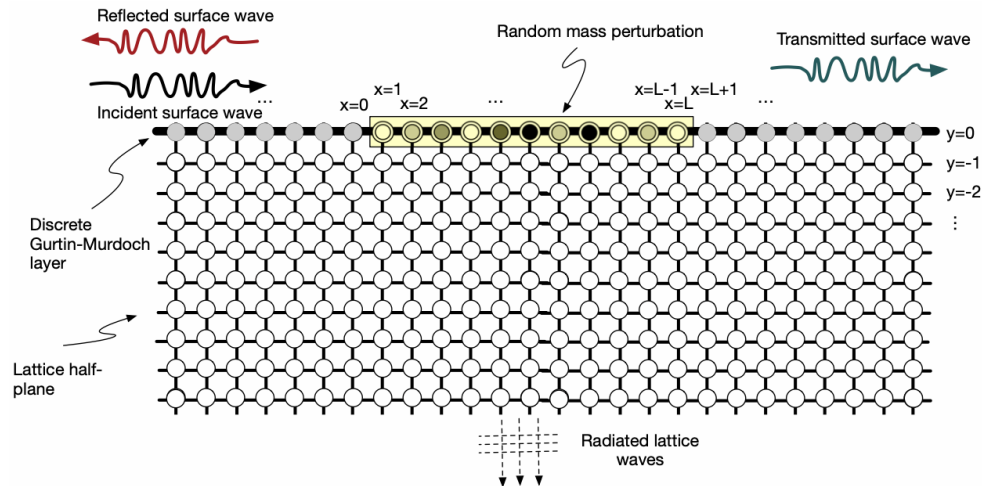 Reflected surface wave
Random mass perturbation
Transmitted surface wave
Incident surface wave
...
x=0
x=1
x=2
...
x=L-1
x=L
x=L+1
...
y=0
y=-1
y=-2
...
Discrete
Gurtin-Murdoch
layer
Lattice half-
plane
Radiated lattice
waves